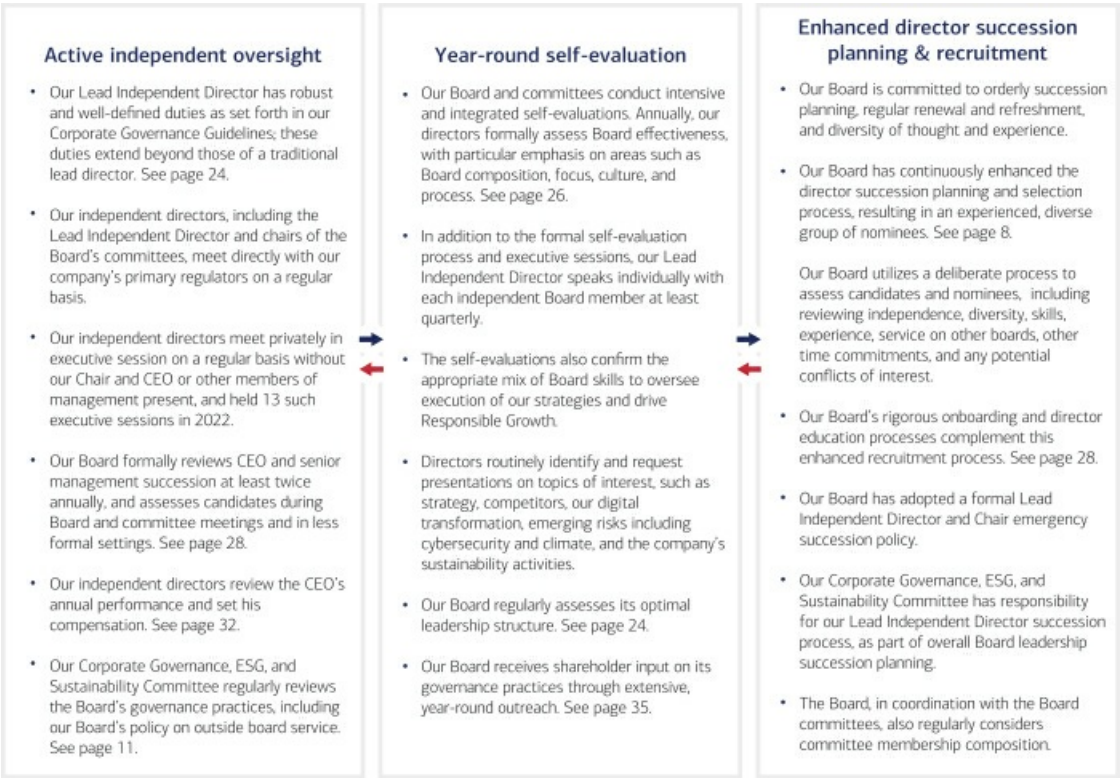 Active independent oversight
• Our Lead Independent Director has robust
and well-defined duties as set forth in our
Corporate Governance Guidelines; these
duties extend beyond those of a traditional
lead director. See page 24.
• Our independent directors, including the
Lead Independent Director and chairs of the
Board's committees, meet directly with our
company's primary regulators on a regular
basis.
• Our independent directors meet privately in
executive session on a regular basis without
our Chair and CEO or other members of
management present, and held 13 such
executive sessions in 2022.
• Our Board formally reviews CEO and senior
management succession at least twice
annually, and assesses candidates during
Board and committee meetings and in less
formal settings. See page 28.
• Our independent directors review the CEO's
annual performance and set his
compensation. See page 32.
• Our Corporate Governance, ESG, and
Sustainability Committee regularly reviews
the Board's governance practices, including
our Board's policy on outside board service.
See page 11.
Year-round self-evaluation
• Our Board and committees conduct intensive
and integrated self-evaluations. Annually, our
directors formally assess Board effectiveness,
with particular emphasis on areas such as
Board composition, focus, culture, and
process. See page 26.
• In addition to the formal self-evaluation
process and executive sessions, our Lead
Independent Director speaks individually with
each independent Board member at least
quarterly.
• The self-evaluations also confirm the
appropriate mix of Board skills to oversee
execution of our strategies and drive
Responsible Growth.
• Directors routinely identify and request
presentations on topics of interest, such as
strategy, competitors, our digital
transformation, emerging risks including
cybersecurity and climate, and the company's
sustainability activities.
• Our Board regularly assesses its optimal
leadership structure. See page 24.
• Our Board receives shareholder input on its
governance practices through extensive,
year-round outreach. See page 35.
Enhanced director succession
planning & recruitment
• Our Board is committed to orderly succession
planning, regular renewal and refreshment,
and diversity of thought and experience.
• Our Board has continuously enhanced the
director succession planning and selection
process, resulting in an experienced, diverse
group of nominees. See page 8.
Our Board utilizes a deliberate process to
assess candidates and nominees, including
reviewing independence, diversity, skills,
experience, service on other boards, other
time commitments, and any potential
conflicts of interest.
• Our Board's rigorous onboarding and director
education processes complement this
enhanced recruitment process. See page 28.
• Our Board has adopted a formal Lead
Independent Director and Chair emergency
succession policy.
• Our Corporate Governance, ESG, and
Sustainability Committee has responsibility
for our Lead Independent Director succession
process, as part of overall Board leadership
succession planning.
• The Board, in coordination with the Board
committees, also regularly considers
committee membership composition.